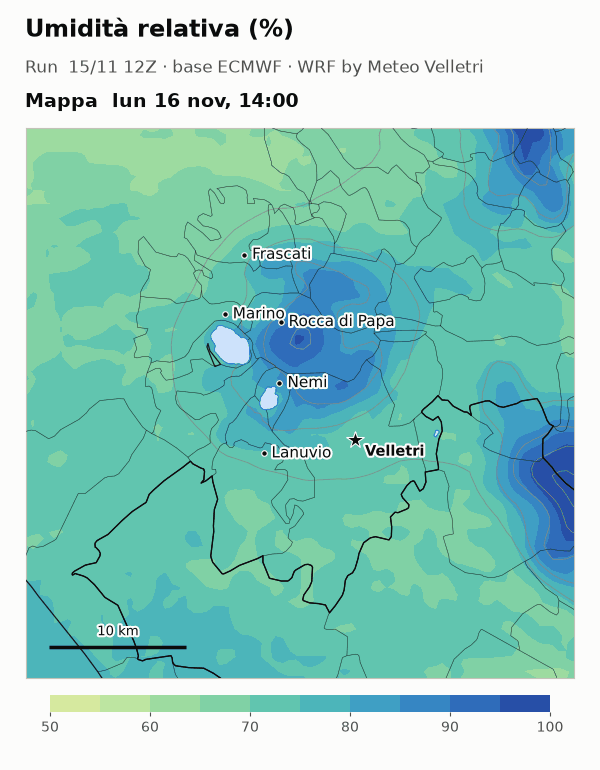 Umidità relativa (%)
Run  15/11 12Z · base ECMWF · WRF by Meteo Velletri
Mappa  lun 16 nov, 14:00
Frascati
Marino
Rocca di Papa
Nemi
Velletri
Lanuvio
10 km
50 60 70 80 90 100